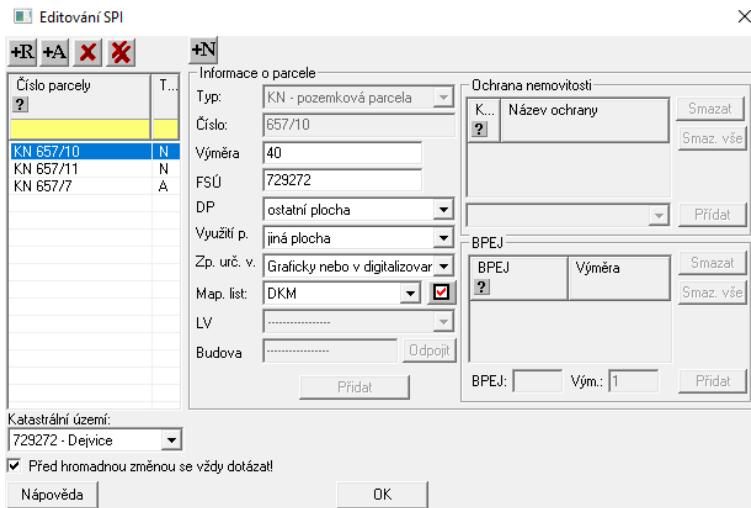 Editování SPI
+R +A +N
Číslo parcely T...
?
KN 657/10 N
KN 657/11 N
KN 657/7 A
Informace o parcele
Typ: KN - pozemková parcela
Číslo: 657/10
Výměra 40
FSÚ 729272
DP ostatní plocha
Využití p. jiná plocha
Zp. urč. v. Graficky nebo v digitalizovar
Map. list: DKM
LV ----------------
Budova ---------------- Odpojit
Přidat
Ochrana nemovitosti
K... Název ochrany Smazat
? Smaz. vše
Přídat
BPEJ
BPEJ Výměra Smazat
? Smaz. vše
BPEJ: Vým.: 1 Přidat
Katastrální území:
729272 - Dejvice
Před hromadnou změnou se vždy dotázat!
Nápověda OK